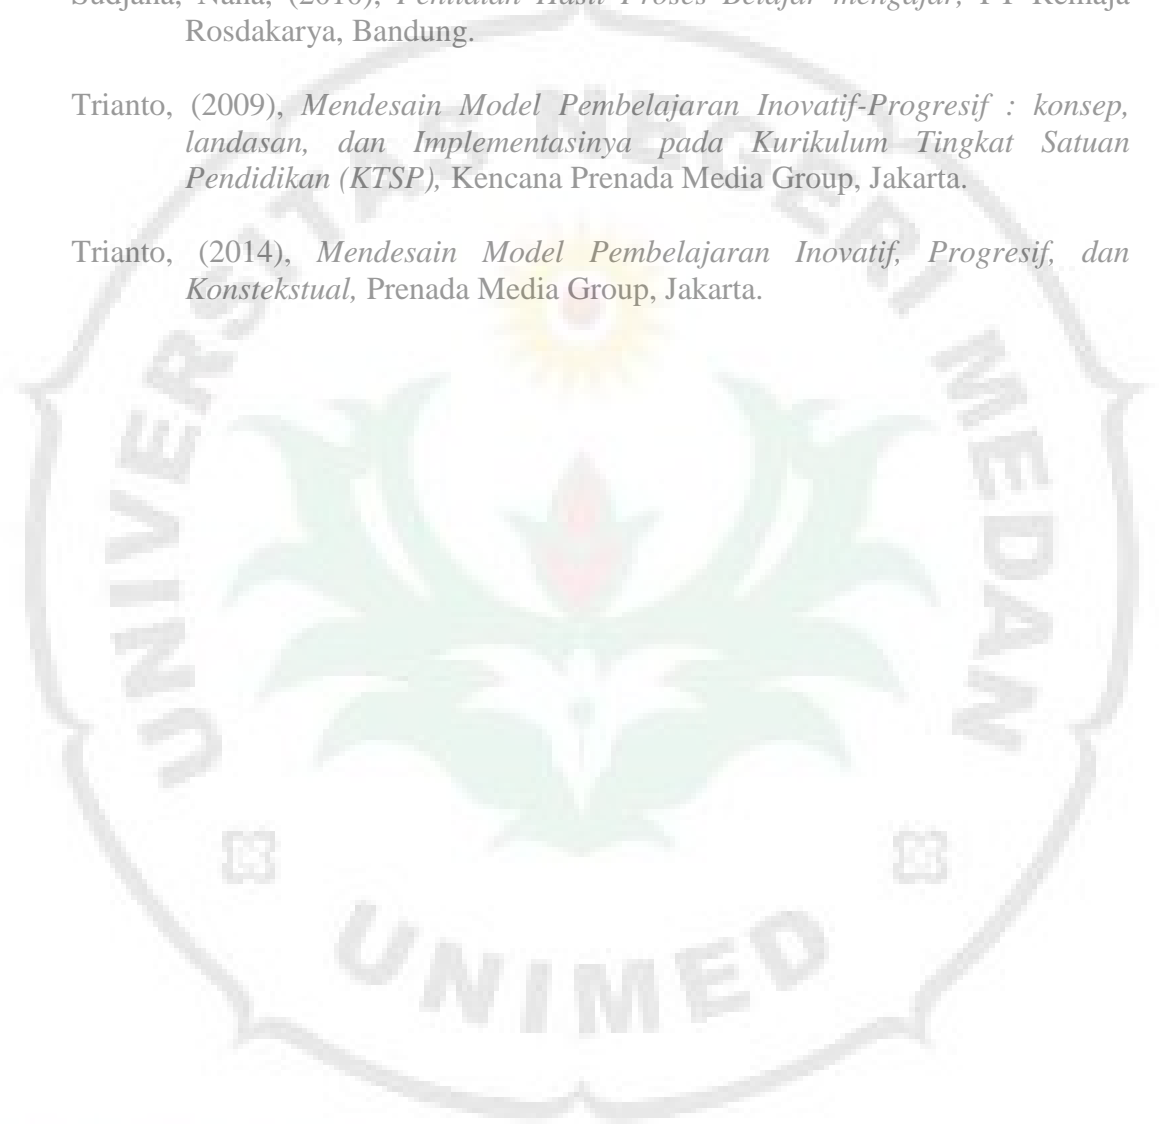 Rosdakarya, Bandung.
Trianto, (2009), Mendesain Model Pembelajaran Inovatif-Progresif : konsep,
landasan, dan Implementasinya pada Kurikulum Tingkat Satuan
Pendidikan (KTSP), Kencana Prenada Media Group, Jakarta.
Trianto, (2014), Mendesain Model Pembelajaran Inovatif, Progresif, dan
Konstekstual, Prenada Media Group, Jakarta.
UNIVERSITAS NEGERI MEDAN
UNIMED